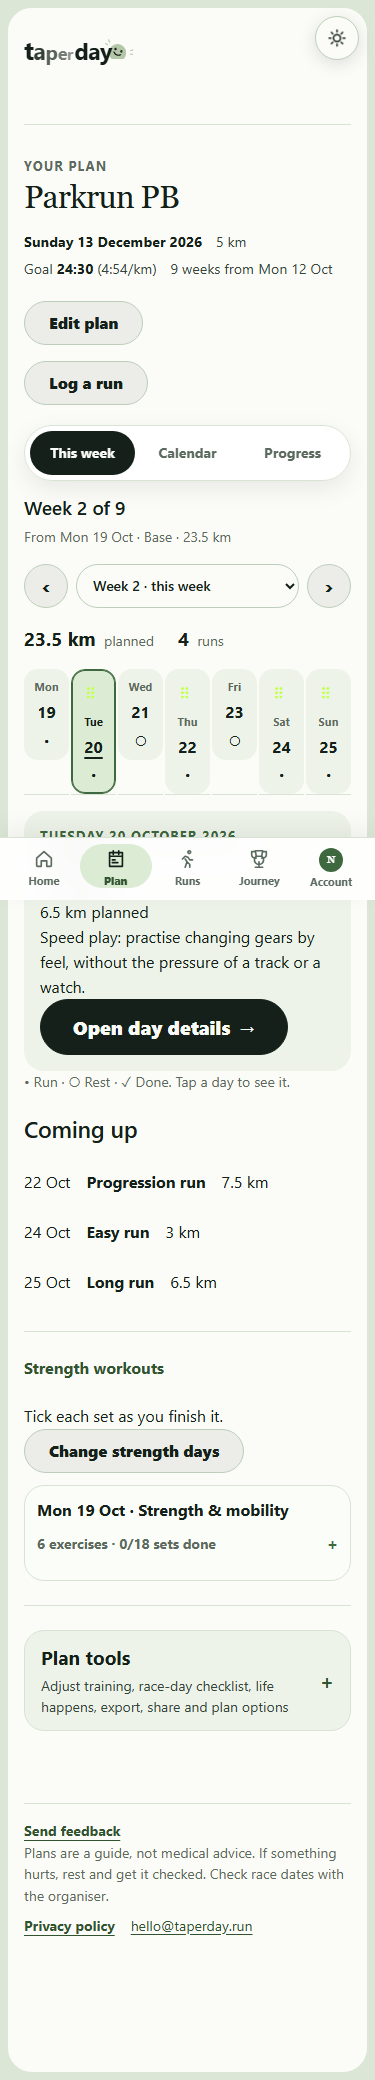 taperday
YOUR PLAN
Parkrun PB
Sunday 13 December 2026 5 km
Goal 24:30 (4:54/km) 9 weeks from Mon 12 Oct
Edit plan
Log a run
This week Calendar Progress
Week 2 of 9
From Mon 19 Oct · Base · 23.5 km
‹ Week 2 · this week ›
23.5 km planned 4 runs
Mon 19 •
Tue 20 •
Wed 21 ○
Thu 22 •
Fri 23 ○
Sat 24 •
Sun 25 •
TUESDAY 20 OCTOBER 2026
Home Plan Runs Journey N Account
6.5 km planned
Speed play: practise changing gears by
feel, without the pressure of a track or a
watch.
Open day details →
• Run · ○ Rest · ✓ Done. Tap a day to see it.
Coming up
22 Oct Progression run 7.5 km
24 Oct Easy run 3 km
25 Oct Long run 6.5 km
Strength workouts
Tick each set as you finish it.
Change strength days
Mon 19 Oct · Strength & mobility
6 exercises · 0/18 sets done +
Plan tools
Adjust training, race-day checklist, life
happens, export, share and plan options
+
Send feedback
Plans are a guide, not medical advice. If something
hurts, rest and get it checked. Check race dates with
the organiser.
Privacy policy hello@taperday.run